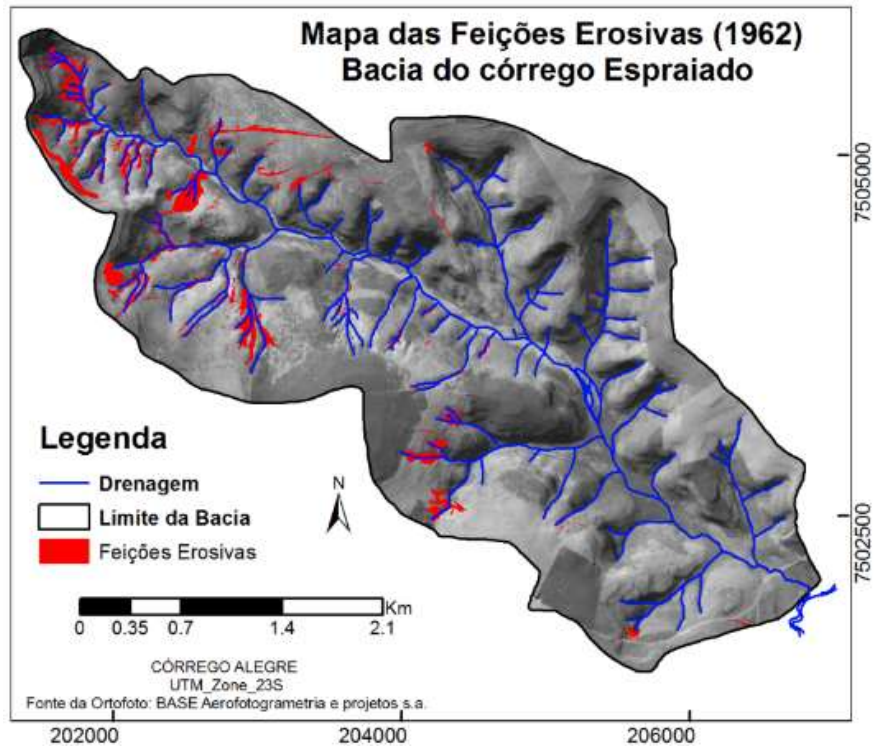 Mapa das Feições Erosivas (1962)
Bacia do córrego Espraiado
7505000
7502500
Legenda
Drenagem
Limite da Bacia
Feições Erosivas
N
Km
0 0.35 0.7 1.4 2.1
CÓRREGO ALEGRE
UTM_Zone_23S
Fonte da Ortofoto: BASE Aerofotogrametria e projetos s.a.
202000 204000 206000